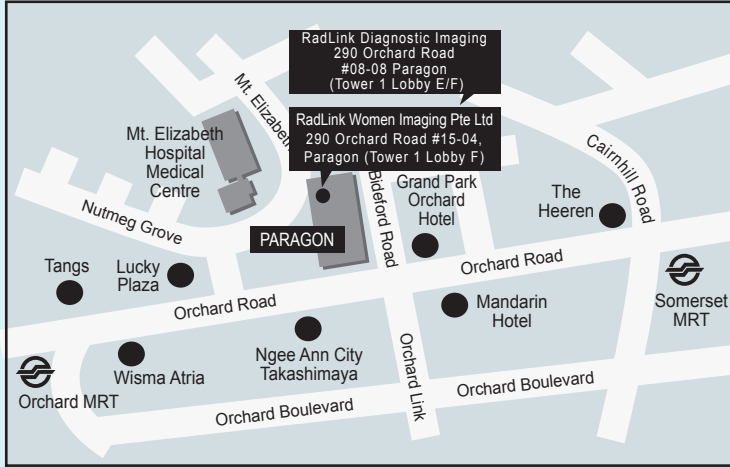 RadLink Diagnostic Imaging
290 Orchard Road
#08-08 Paragon
(Tower 1 Lobby E/F)
Mt. Elizabeth
RadLink Women Imaging Pte Ltd
290 Orchard Road #15-04,
Paragon (Tower 1 Lobby F)
Mt. Elizabeth
Hospital
Medical
Centre
Cairnhill Road
Bideford Road
Grand Park
Orchard
Hotel
The
Heeren
Nutmeg Grove
PARAGON
Tangs
Lucky
Plaza
Orchard Road
Orchard Road
Somerset
MRT
Mandarin
Hotel
Orchard MRT
Wisma Atria
Ngee Ann City
Takashimaya
Orchard Link
Orchard Boulevard
Orchard Boulevard